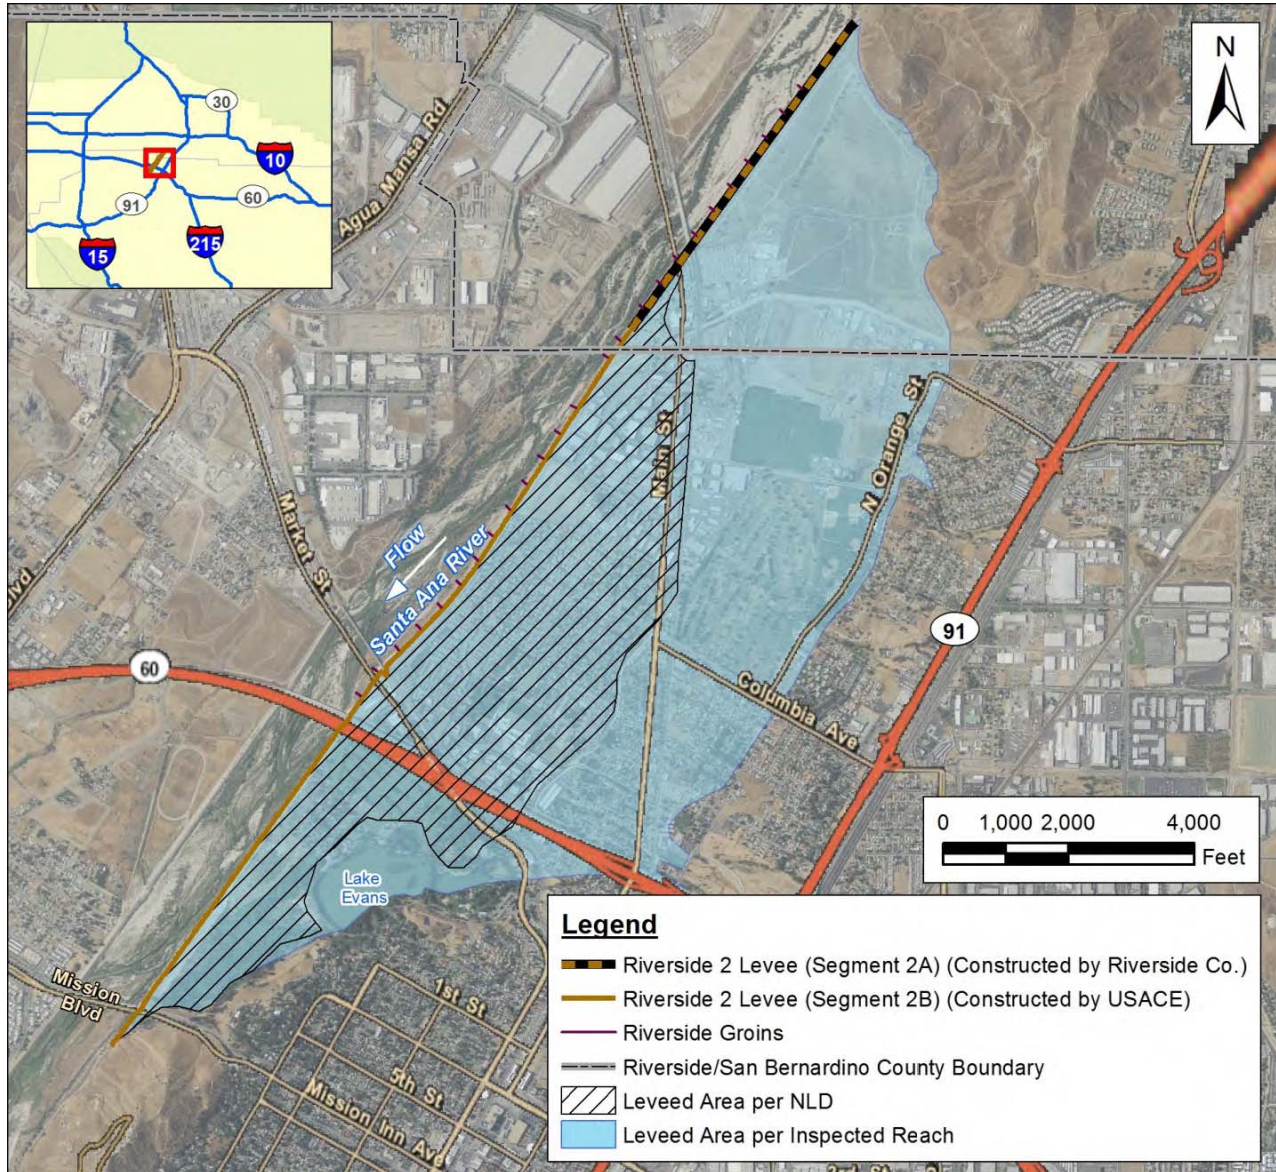 30
10
91
60
15
215
N
Agua Mansa Rd
Main St
N Orange St
Market St
Flow
Santa Ana River
Blvd
60
91
Columbia Ave
0 1,000 2,000 4,000
Feet
Lake
Evans
Mission
Blvd
1st St
5th St
Mission Inn Ave
Legend
Riverside 2 Levee (Segment 2A) (Constructed by Riverside Co.)
Riverside 2 Levee (Segment 2B) (Constructed by USACE)
Riverside Groins
Riverside/San Bernardino County Boundary
Leveed Area per NLD
Leveed Area per Inspected Reach